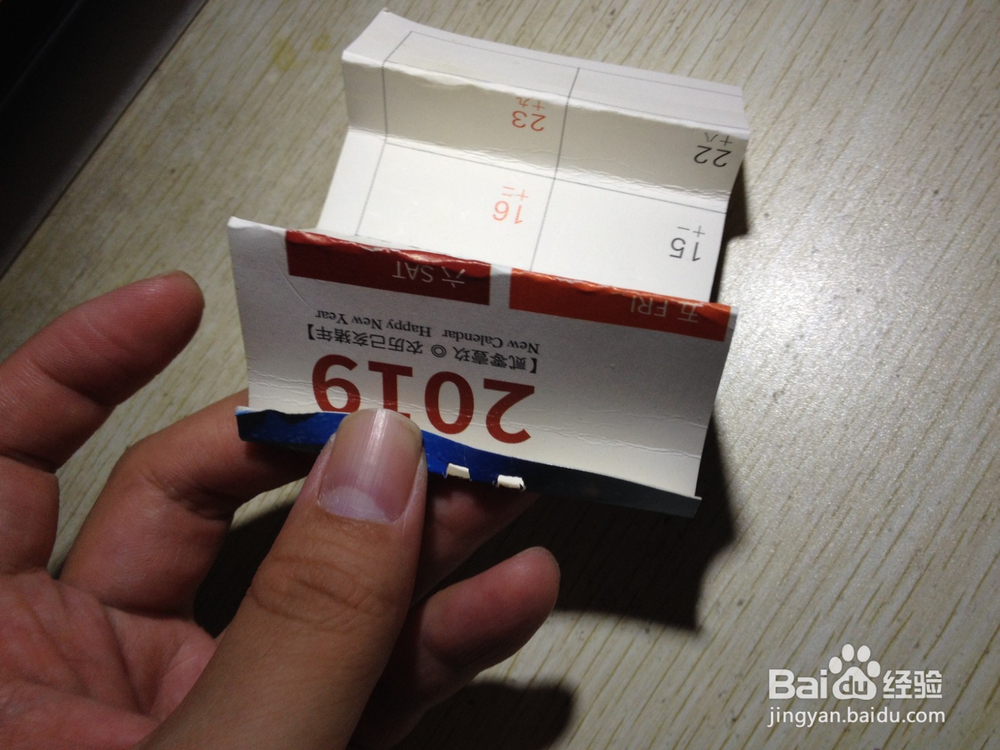 2019
【贰零壹玖 ◎ 农历己亥猪年】
New Calendar Happy New Year
五 FRI 六 SAT
15 16
十一 十二
22 23
十八 十九
Baidu 经验
jingyan.baidu.com